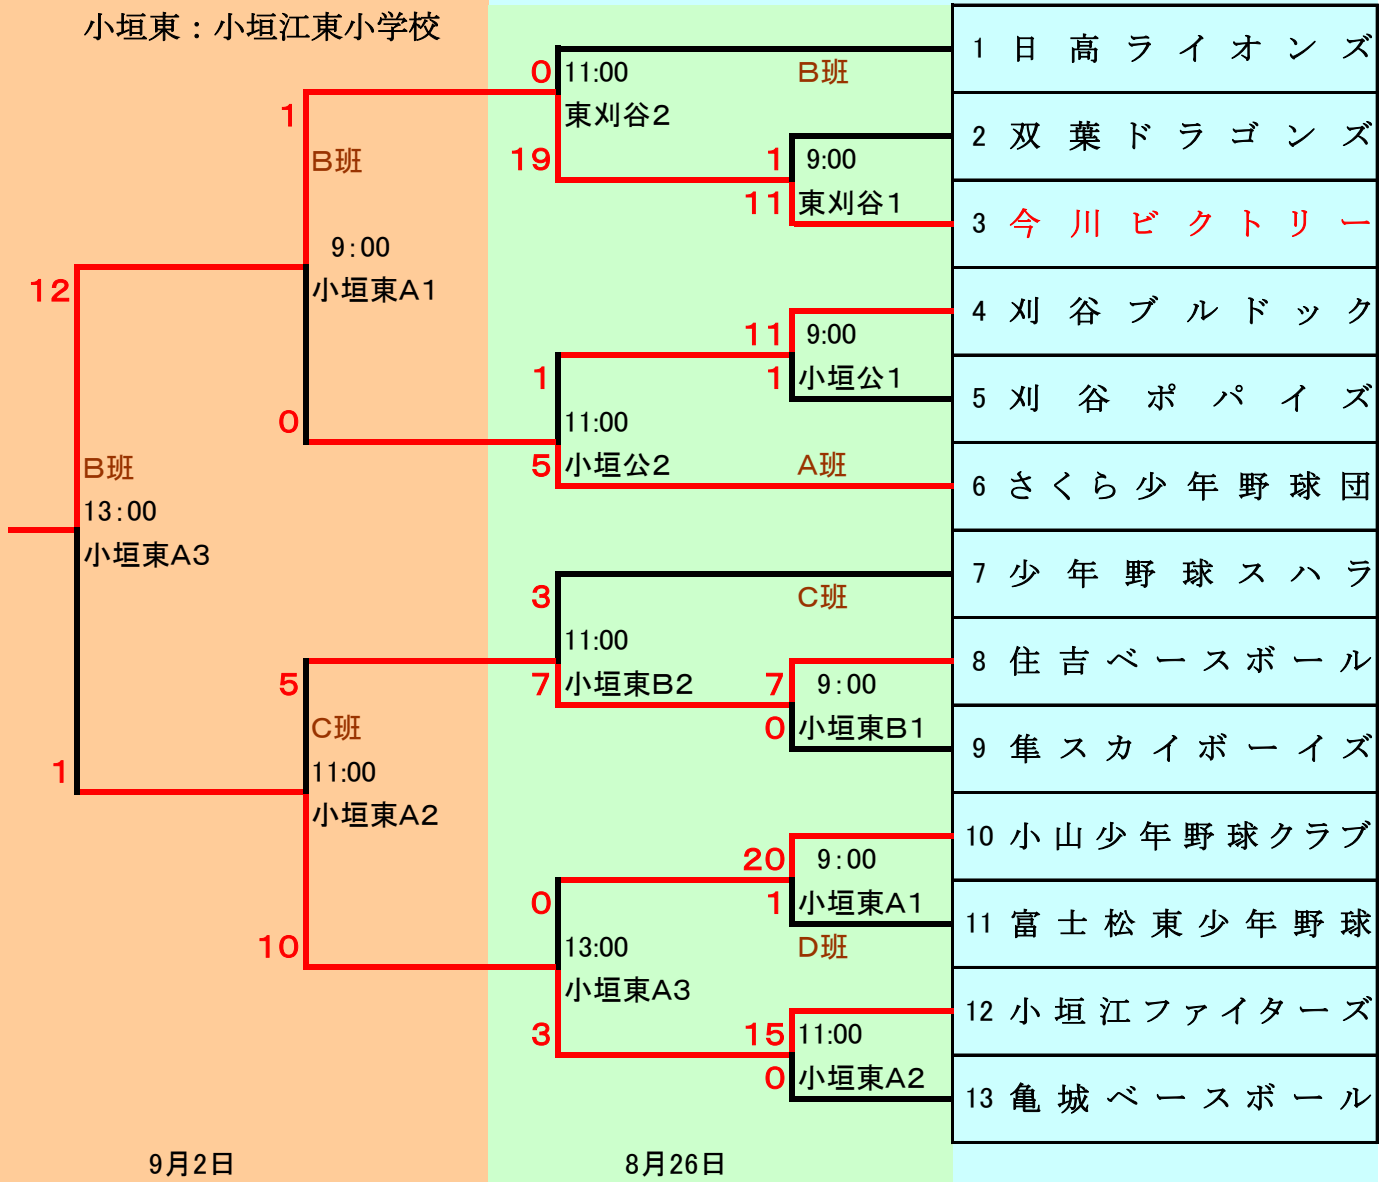 小垣東：小垣江東小学校
1 日高ライオンズ
0
11:00
B班
東刈谷2
1
19
2 双葉ドラゴンズ
1
9:00
B班
11
東刈谷1
3 今川ビクトリー
9:00
12
小垣東A1
4 刈谷ブルドック
11
9:00
1
1
小垣公1
5 刈谷ポパイズ
0
11:00
B班
5
小垣公2
A班
6 さくら少年野球団
13:00
小垣東A3
7 少年野球スハラ
3
C班
11:00
8 住吉ベースボール
5
7
小垣東B2
7
9:00
C班
0
小垣東B1
9 隼スカイボーイズ
1
11:00
小垣東A2
10 小山少年野球クラブ
20
9:00
0
1
小垣東A1
11 富士松東少年野球
10
13:00
D班
小垣東A3
12 小垣江ファイターズ
3
15
11:00
0
小垣東A2
13 亀城ベースボール
9月2日
8月26日